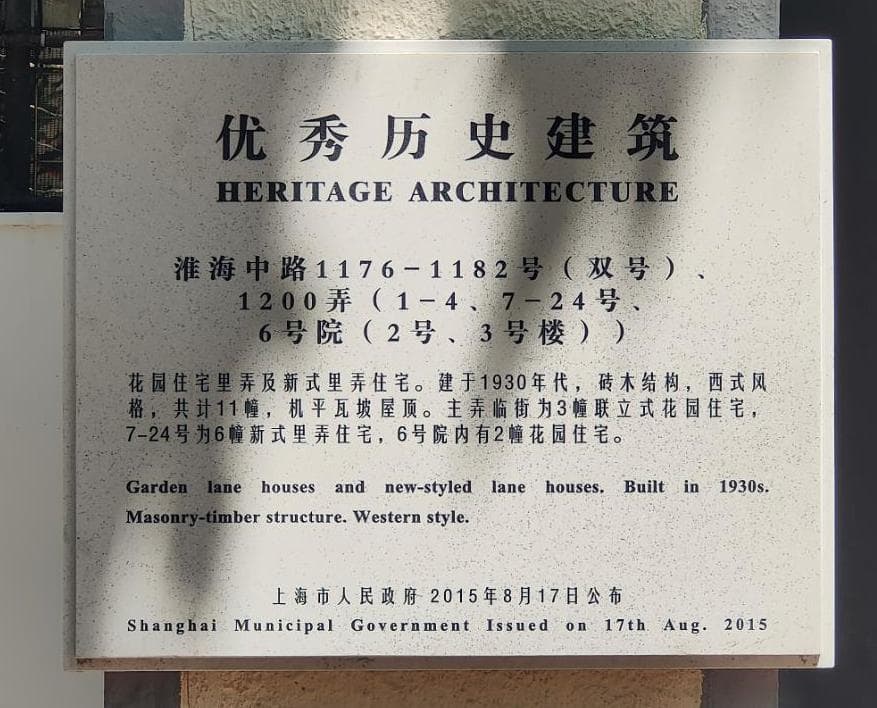 优秀历史建筑
HERITAGE ARCHITECTURE
淮海中路1176-1182号（双号）、
1200弄（1-4、7-24号、
6号院（2号、3号楼））
花园住宅里弄及新式里弄住宅。建于1930年代，砖木结构，西式风
格，共计11幢，机平瓦坡屋顶。主弄临街为3幢联立式花园住宅，
7-24号为6幢新式里弄住宅，6号院内有2幢花园住宅。
Garden lane houses and new-styled lane houses. Built in 1930s.
Masonry-timber structure. Western style.
上海市人民政府 2015年8月17日公布
Shanghai Municipal Government Issued on 17th Aug. 2015